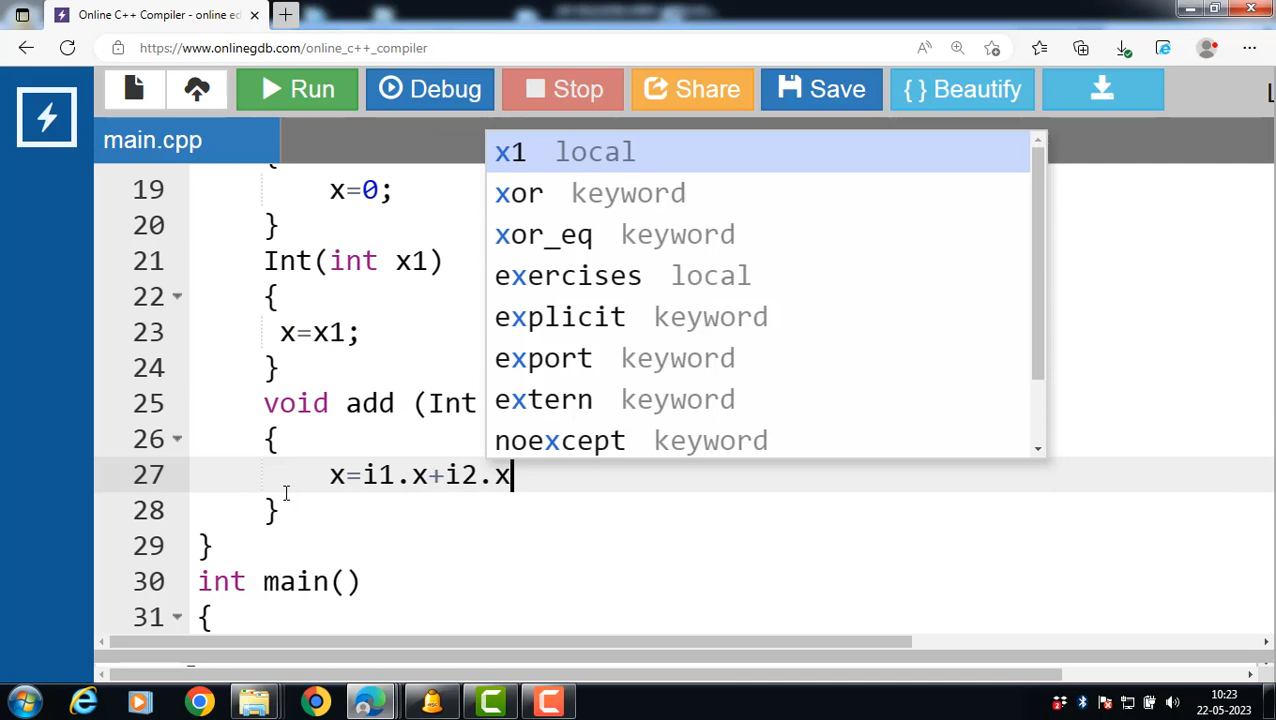 Online C++ Compiler - online ed
https://www.onlinegdb.com/online_c++_compiler
Run Debug Stop Share Save { } Beautify L
main.cpp
19 x=0;
20 }
21 Int(int x1)
22 {
23 x=x1;
24 }
25 void add (Int
26 {
27 x=i1.x+i2.x
28 }
29 }
30 int main()
31 {
x1 local
xor keyword
xor_eq keyword
exercises local
explicit keyword
export keyword
extern keyword
noexcept keyword
10:23
22-05-2023